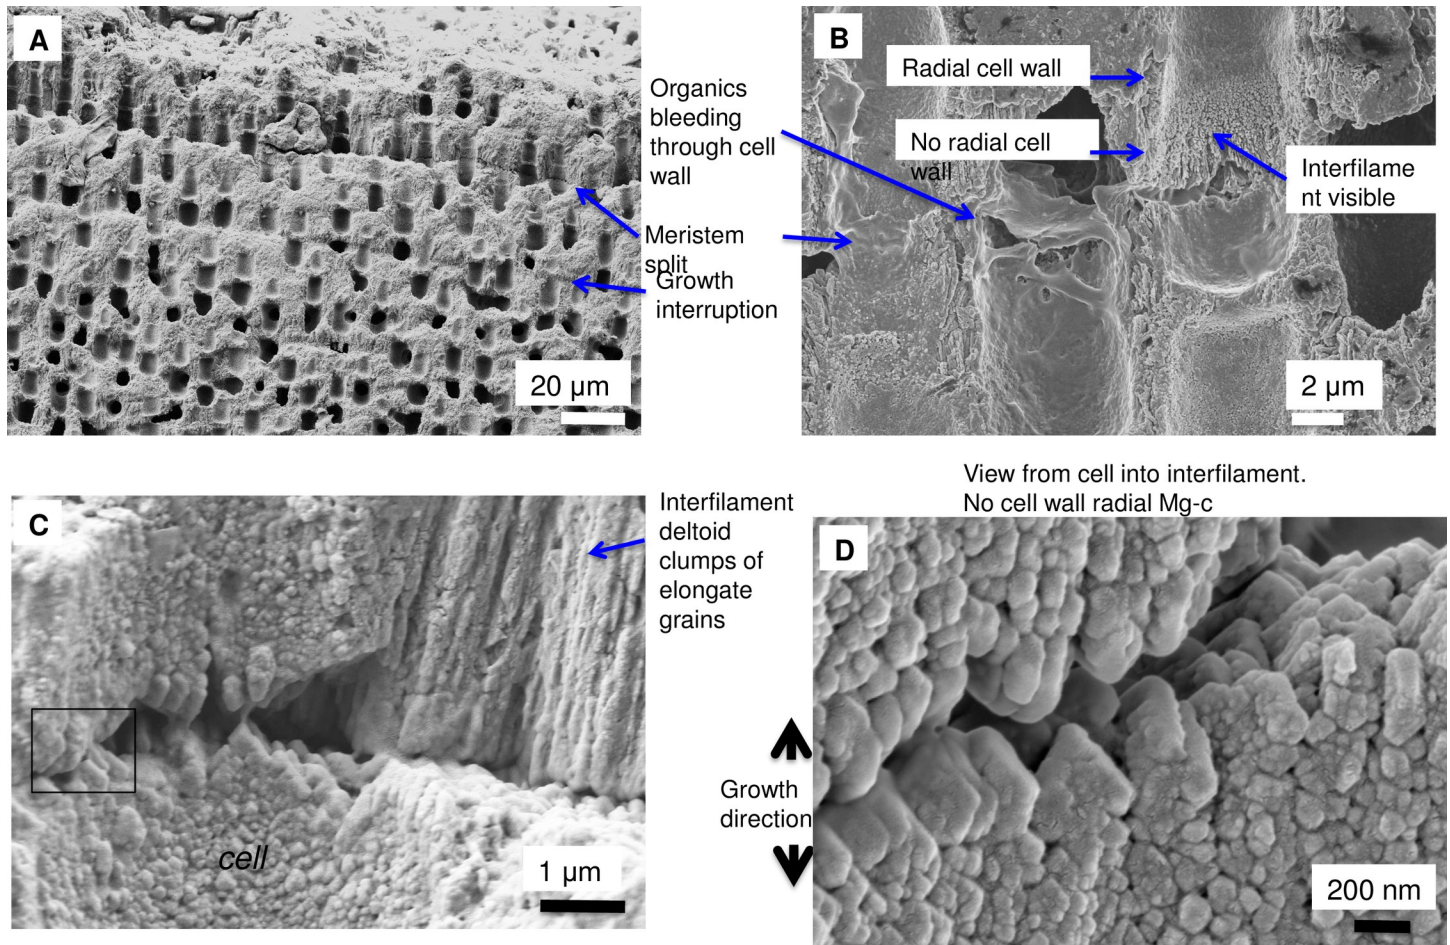 A
Organics
bleeding
through cell
wall
Meristem
split
Growth
interruption
20 µm
B
Radial cell wall
No radial cell
wall
Interfilame
nt visible
2 µm
C
Interfilament
deltoid
clumps of
elongate
grains
cell
1 µm
View from cell into interfilament.
No cell wall radial Mg-c
D
Growth
direction
200 nm